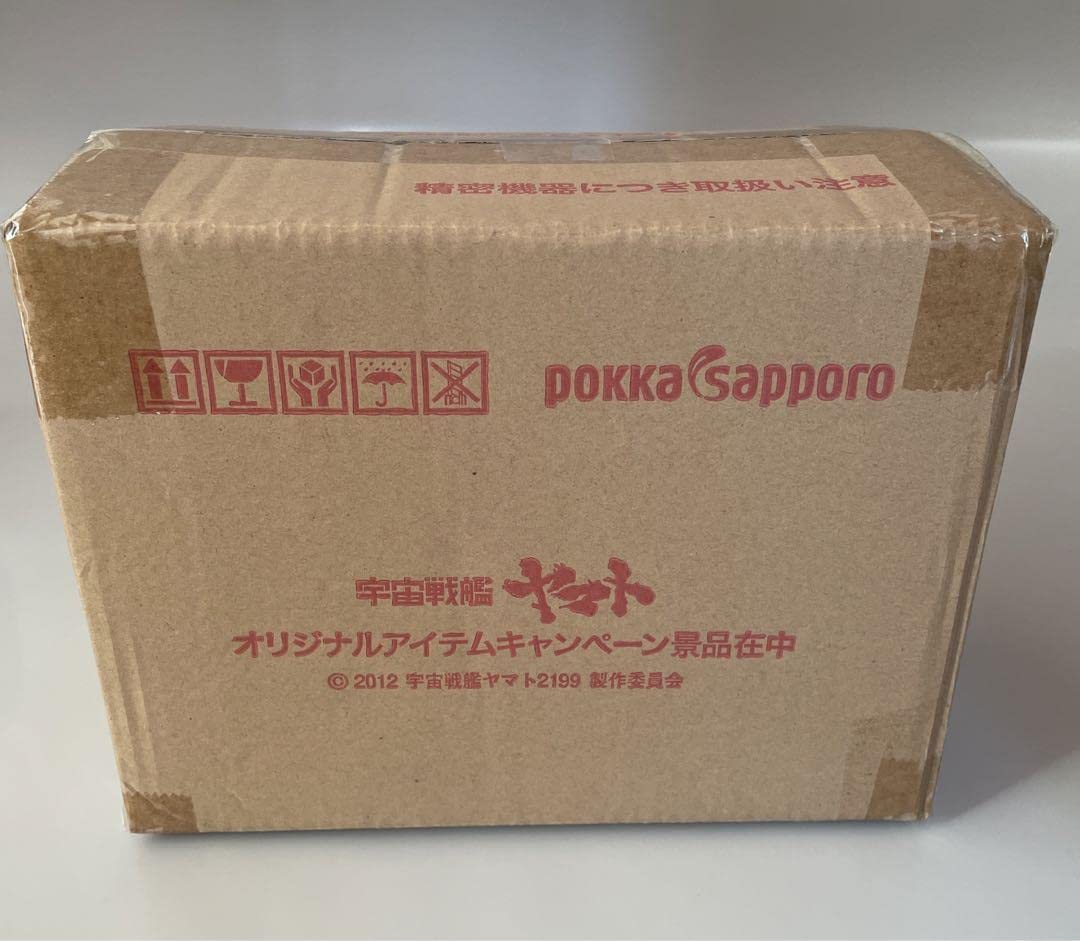 精密機器につき取扱い注意
POKKA sapporo
宇宙戦艦ヤマト
オリジナルアイテムキャンペーン景品在中
© 2012 宇宙戦艦ヤマト2199 製作委員会